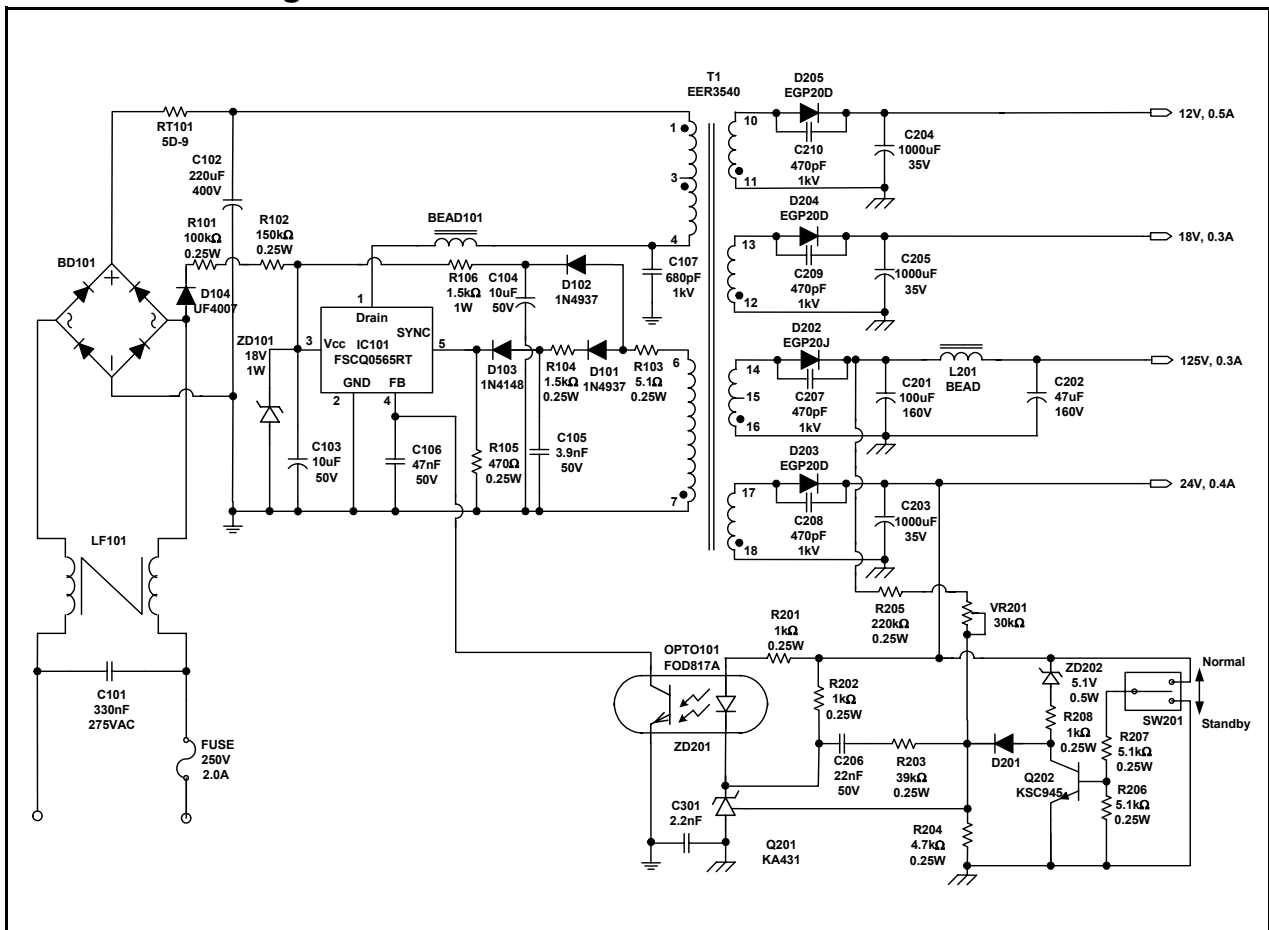 T1
EER3540
D205
EGP20D
12V, 0.5A
C210
470pF
1kV
C204
1000uF
35V
10
11
RT101
5D-9
C102
220uF
400V
1
3
4
BEAD101
D204
EGP20D
18V, 0.3A
C209
470pF
1kV
C205
1000uF
35V
13
12
R101
100kΩ
0.25W
R102
150kΩ
0.25W
BD101
D104
UF4007
R106
1.5kΩ
1W
C104
10uF
50V
D102
1N4937
C107
680pF
1kV
ZD101
18V
1W
1
Drain
SYNC
3
Vcc
IC101
FSCQ0565RT
5
GND
FB
2
4
D103
1N4148
R104
1.5kΩ
0.25W
D101
1N4937
R103
5.1Ω
0.25W
6
7
D202
EGP20J
125V, 0.3A
14
15
16
C207
470pF
1kV
C201
100uF
160V
L201
BEAD
C202
47uF
160V
C103
10uF
50V
C106
47nF
50V
R105
470Ω
0.25W
C105
3.9nF
50V
D203
EGP20D
24V, 0.4A
17
18
C208
470pF
1kV
C203
1000uF
35V
LF101
R205
220kΩ
0.25W
VR201
30kΩ
C101
330nF
275VAC
FUSE
250V
2.0A
OPTO101
FOD817A
R201
1kΩ
0.25W
R202
1kΩ
0.25W
ZD201
C206
22nF
50V
R203
39kΩ
0.25W
D201
ZD202
5.1V
0.5W
R208
1kΩ
0.25W
Normal
SW201
Standby
R207
5.1kΩ
0.25W
R206
5.1kΩ
0.25W
Q202
KSC945
C301
2.2nF
Q201
KA431
R204
4.7kΩ
0.25W